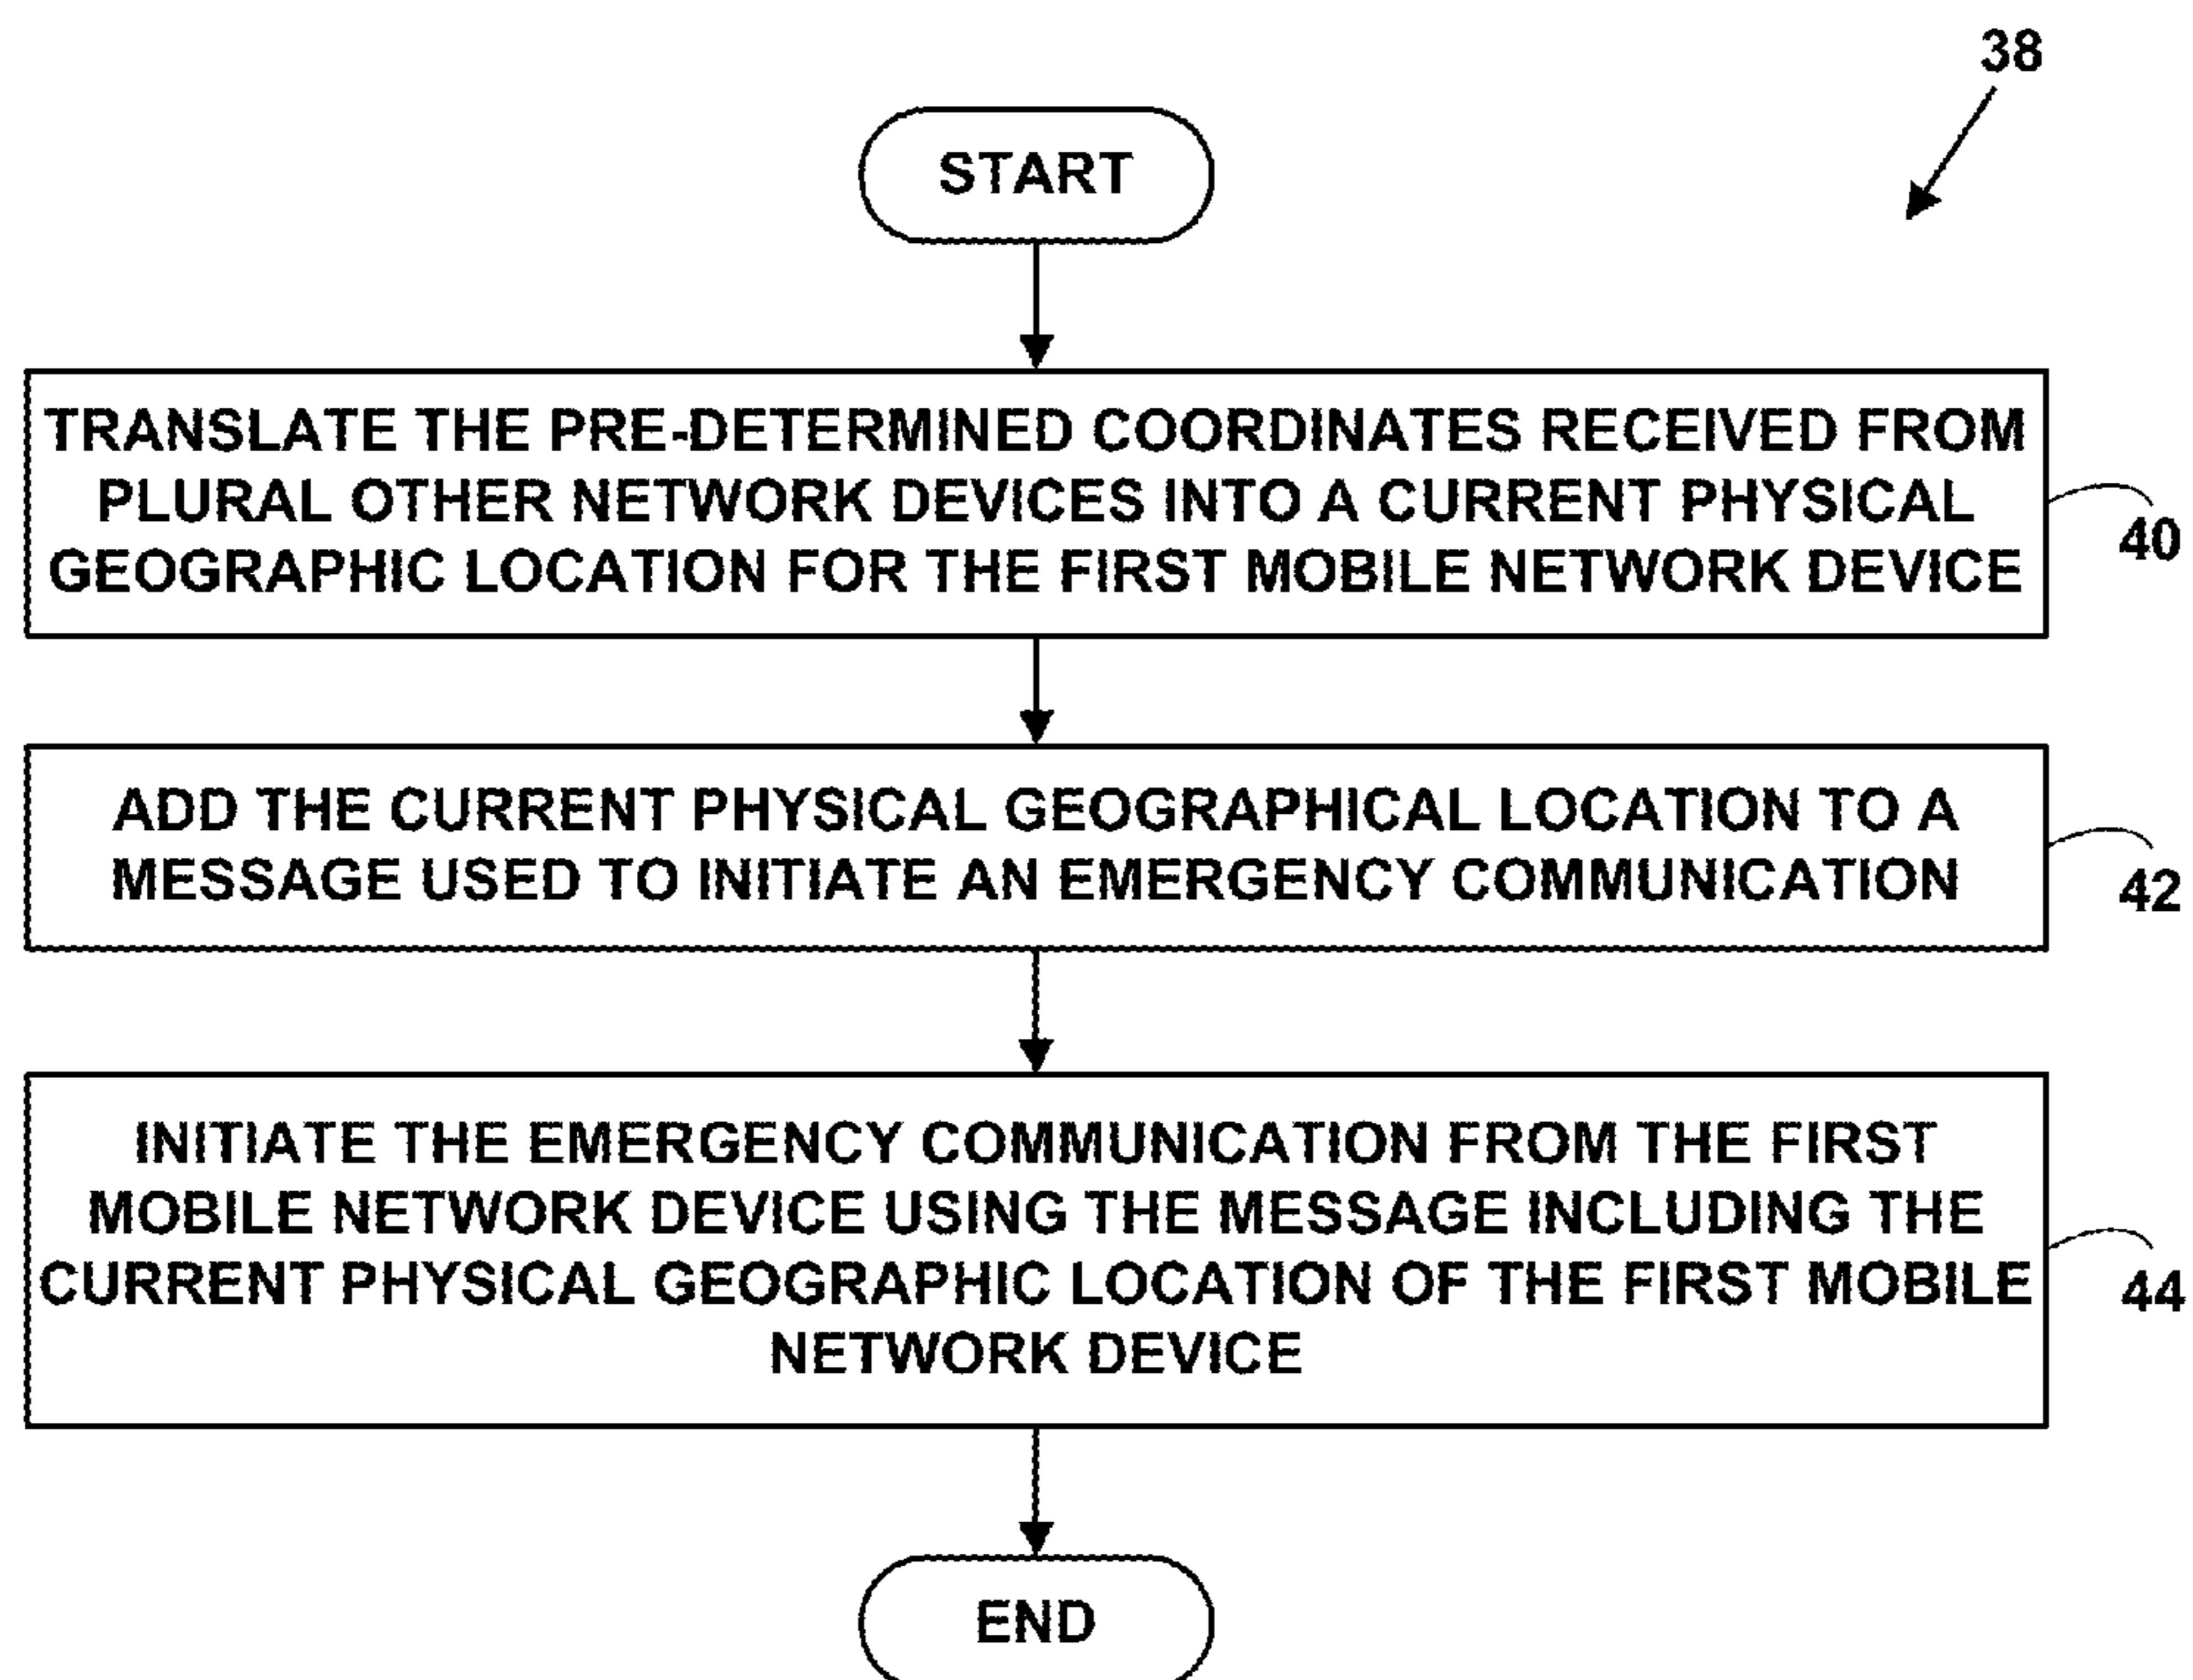 38
START
TRANSLATE THE PRE-DETERMINED COORDINATES RECEIVED FROM
PLURAL OTHER NETWORK DEVICES INTO A CURRENT PHYSICAL
GEOGRAPHIC LOCATION FOR THE FIRST MOBILE NETWORK DEVICE
40
ADD THE CURRENT PHYSICAL GEOGRAPHICAL LOCATION TO A
MESSAGE USED TO INITIATE AN EMERGENCY COMMUNICATION
42
INITIATE THE EMERGENCY COMMUNICATION FROM THE FIRST
MOBILE NETWORK DEVICE USING THE MESSAGE INCLUDING THE
CURRENT PHYSICAL GEOGRAPHIC LOCATION OF THE FIRST MOBILE
NETWORK DEVICE
44
END